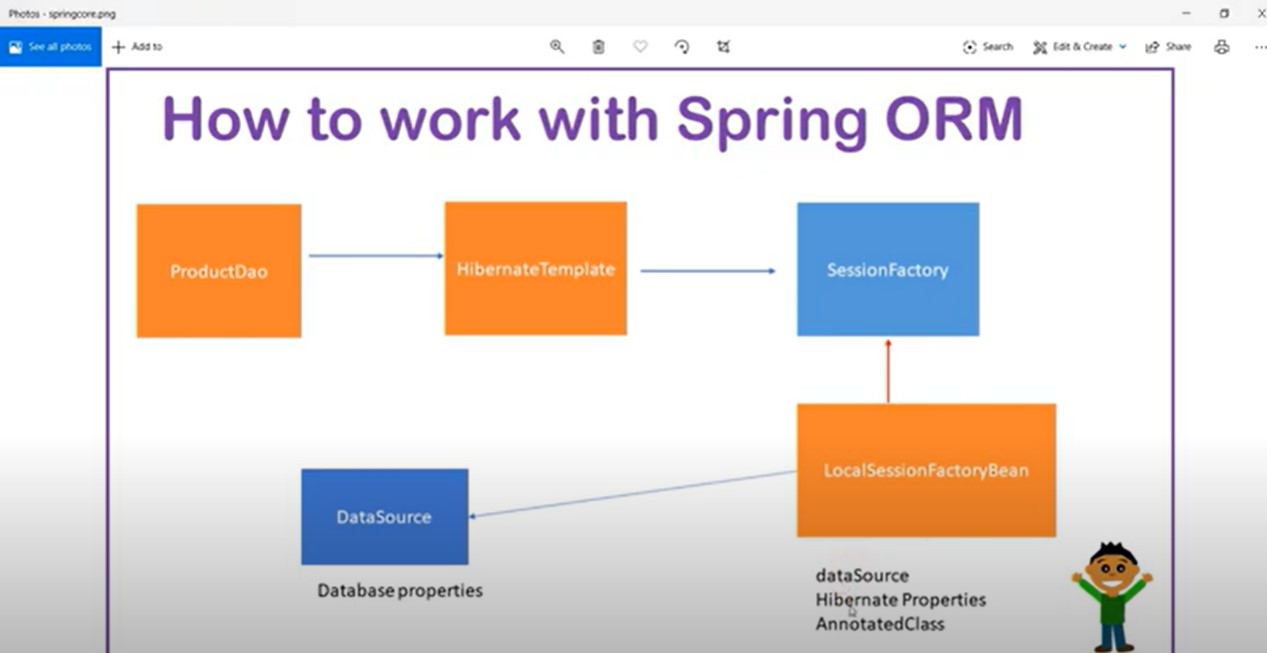 Photos - springcore.png
See all photos
Add to
Search
Edit & Create
Share
How to work with Spring ORM
ProductDao
HibernateTemplate
SessionFactory
LocalSessionFactoryBean
DataSource
Database properties
dataSource
Hibernate Properties
AnnotatedClass